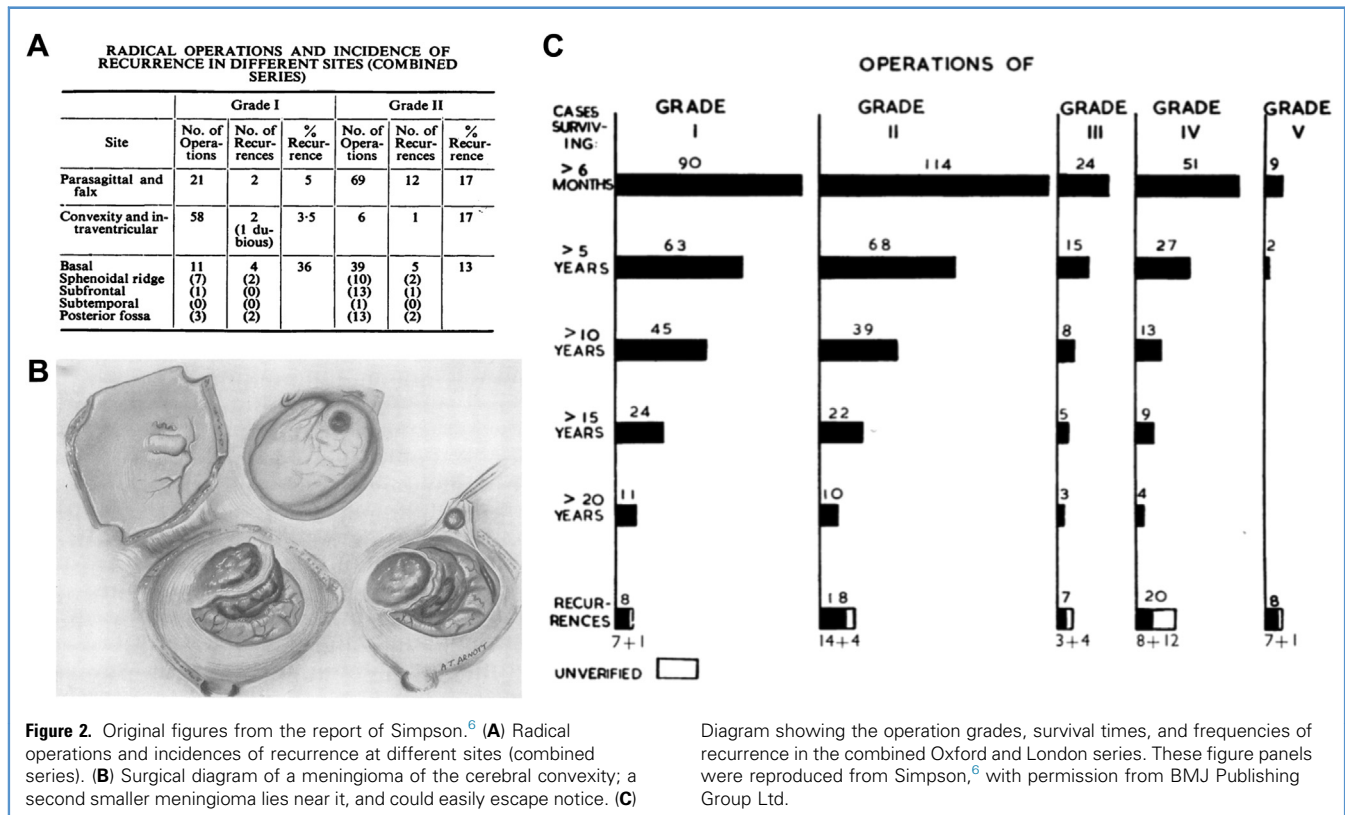 A
RADICAL OPERATIONS AND INCIDENCE OF
RECURRENCE IN DIFFERENT SITES (COMBINED
SERIES)
Grade I Grade II
Site No. of Opera- tions No. of Recur- rences % Recur- rence No. of Opera- tions No. of Recur- rences % Recur- rence
Parasagittal and falx 21 2 5 69 12 17
Convexity and in- traventricular 58 2 (1 du- bious) 3·5 6 1 17
Basal 11 4 36 39 5 13
Sphenoidal ridge (7) (2) (10) (2)
Subfrontal (1) (0) (13) (1)
Subtemporal (0) (0) (1) (0)
Posterior fossa (3) (2) (13) (2)
B
A.T. ARNOTT
C
OPERATIONS OF
CASES SURVIV- ING:
GRADE I GRADE II GRADE III GRADE IV GRADE V
> 6 MONTHS 90 114 24 51 9
> 5 YEARS 63 68 15 27 2
> 10 YEARS 45 39 8 13
> 15 YEARS 24 22 5 9
> 20 YEARS 11 10 3 4
RECUR- RENCES 8 18 7 20 8
7+1 14+4 3+4 8+12 7+1
UNVERIFIED
Figure 2. Original figures from the report of Simpson.6 (A) Radical
operations and incidences of recurrence at different sites (combined
series). (B) Surgical diagram of a meningioma of the cerebral convexity; a
second smaller meningioma lies near it, and could easily escape notice. (C)
Diagram showing the operation grades, survival times, and frequencies of
recurrence in the combined Oxford and London series. These figure panels
were reproduced from Simpson,6 with permission from BMJ Publishing
Group Ltd.